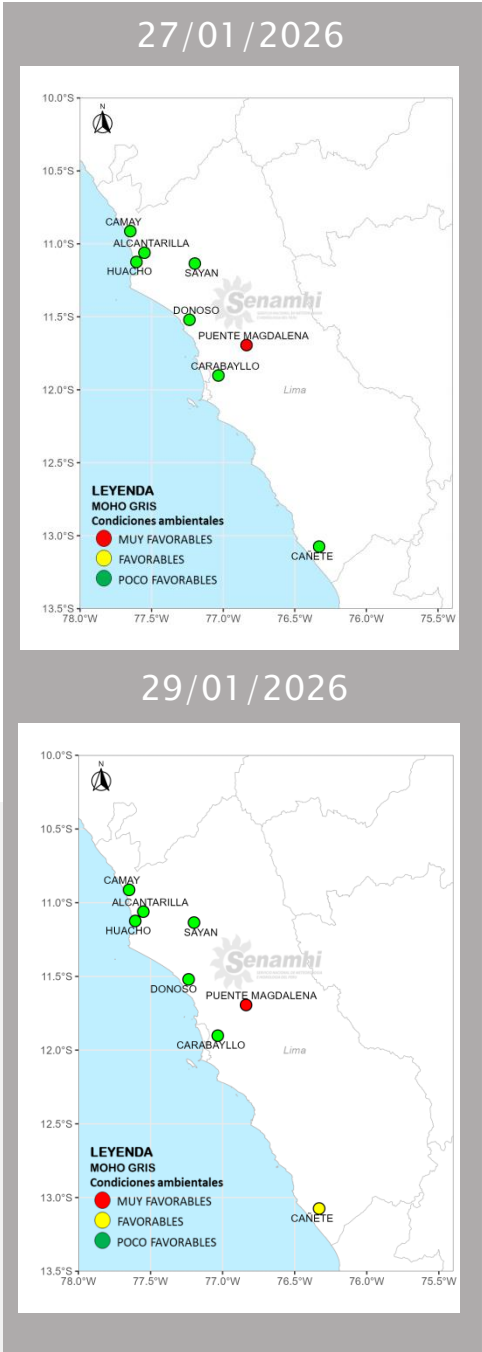 27/01/2026
10.0°S
N
10.5°S
CAMAY
ALCANTARILLA
11.0°S
HUACHO
SAYAN
Senamhi
DONOSO
11.5°S
PUENTE MAGDALENA
CARABAYLLO
Lima
12.0°S
12.5°S
LEYENDA
MOHO GRIS
Condiciones ambientales
13.0°S
MUY FAVORABLES
CAÑETE
FAVORABLES
POCO FAVORABLES
13.5°S
78.0°W 77.5°W 77.0°W 76.5°W 76.0°W 75.5°W
29/01/2026
10.0°S
N
10.5°S
CAMAY
ALCANTARILLA
11.0°S
HUACHO
SAYAN
Senamhi
11.5°S
DONOSO
PUENTE MAGDALENA
CARABAYLLO
Lima
12.0°S
12.5°S
LEYENDA
MOHO GRIS
Condiciones ambientales
13.0°S
MUY FAVORABLES
CAÑETE
FAVORABLES
POCO FAVORABLES
13.5°S
78.0°W 77.5°W 77.0°W 76.5°W 76.0°W 75.5°W